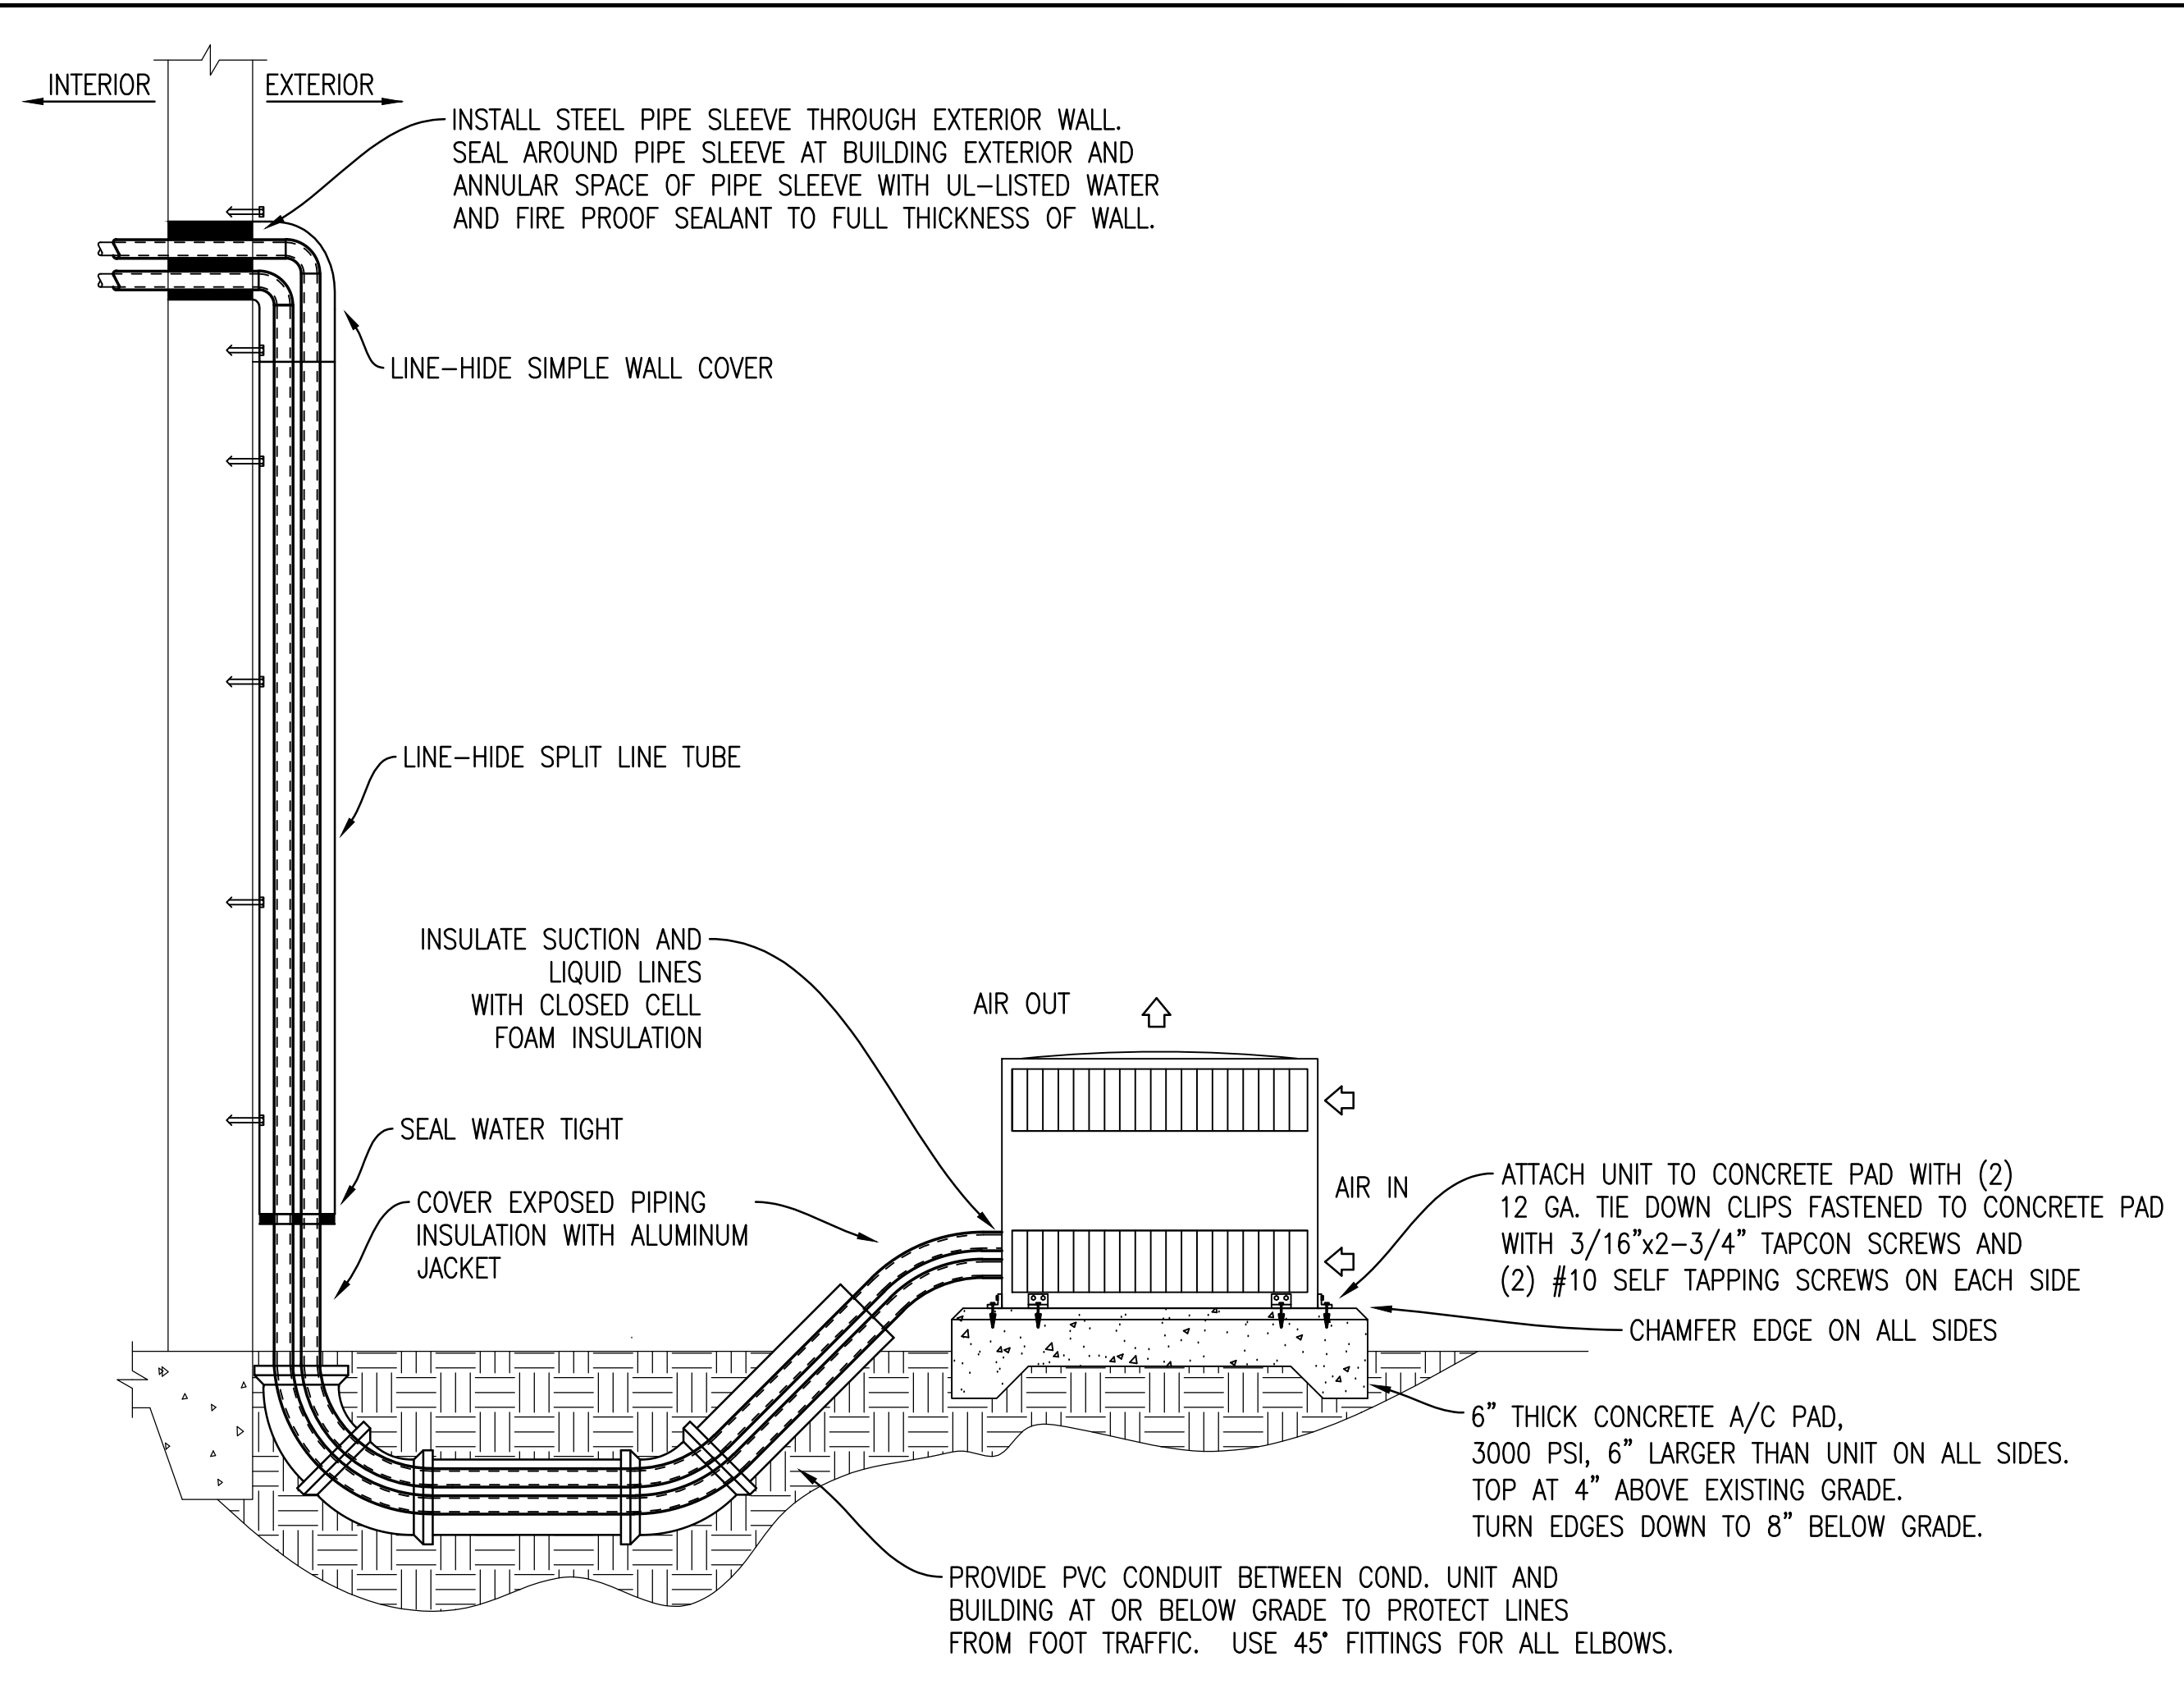 INTERIOR
EXTERIOR
INSTALL STEEL PIPE SLEEVE THROUGH EXTERIOR WALL.
SEAL AROUND PIPE SLEEVE AT BUILDING EXTERIOR AND
ANNULAR SPACE OF PIPE SLEEVE WITH UL-LISTED WATER
AND FIRE PROOF SEALANT TO FULL THICKNESS OF WALL.
LINE-HIDE SIMPLE WALL COVER
LINE-HIDE SPLIT LINE TUBE
INSULATE SUCTION AND
LIQUID LINES
WITH CLOSED CELL
FOAM INSULATION
AIR OUT
SEAL WATER TIGHT
COVER EXPOSED PIPING
INSULATION WITH ALUMINUM
JACKET
AIR IN
ATTACH UNIT TO CONCRETE PAD WITH (2)
12 GA. TIE DOWN CLIPS FASTENED TO CONCRETE PAD
WITH 3/16"x2-3/4" TAPCON SCREWS AND
(2) #10 SELF TAPPING SCREWS ON EACH SIDE
CHAMFER EDGE ON ALL SIDES
6" THICK CONCRETE A/C PAD,
3000 PSI, 6" LARGER THAN UNIT ON ALL SIDES.
TOP AT 4" ABOVE EXISTING GRADE.
TURN EDGES DOWN TO 8" BELOW GRADE.
PROVIDE PVC CONDUIT BETWEEN COND. UNIT AND
BUILDING AT OR BELOW GRADE TO PROTECT LINES
FROM FOOT TRAFFIC. USE 45° FITTINGS FOR ALL ELBOWS.